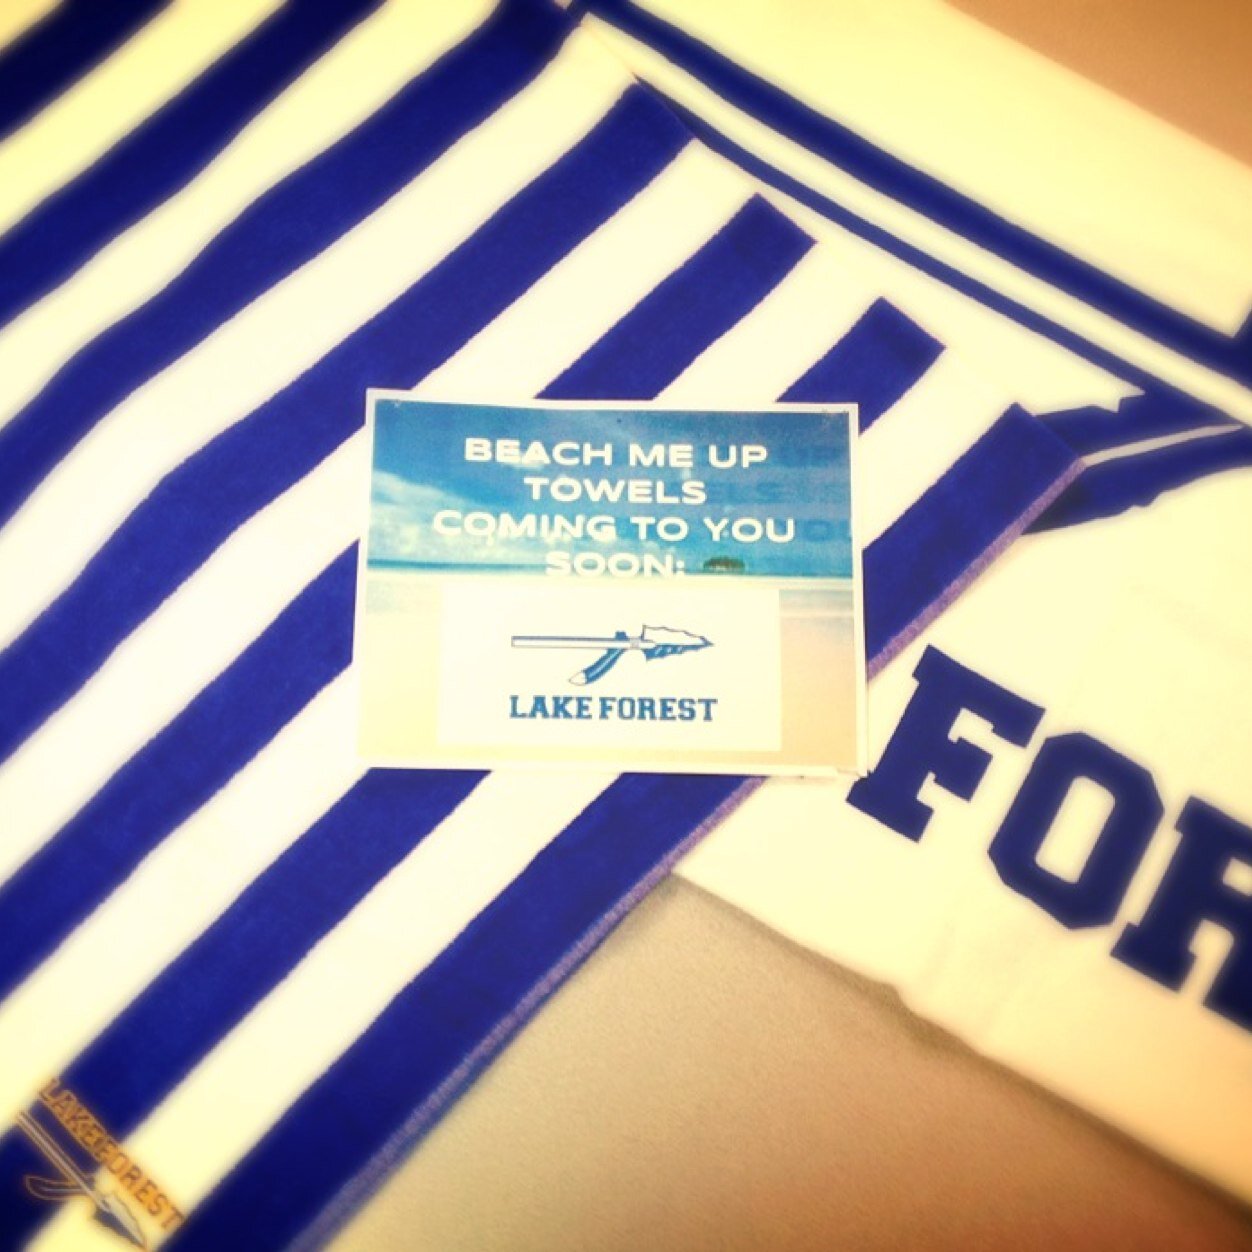 BEACH ME UP
TOWELS
COMING TO YOU
SOON:
LAKE FOREST
FOR
LAKE FOREST